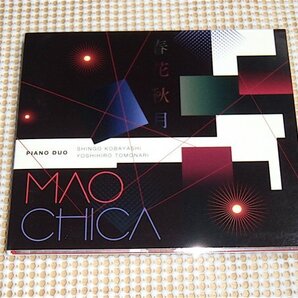 春花秋月
PIANO DUO
SHINGO KOBAYASHI
YOSHIHIRO TOMONARI
MAO
CHICA